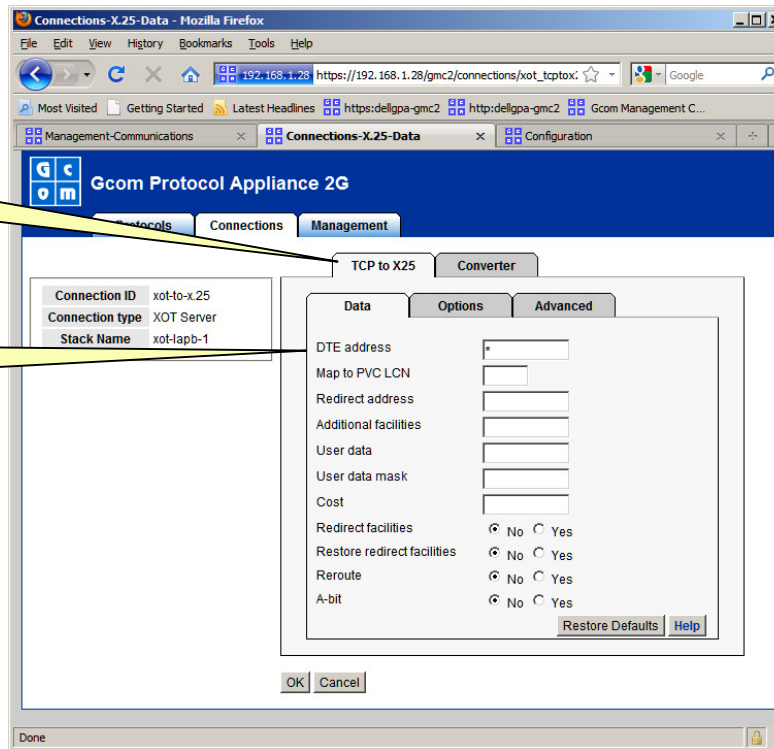 Connections-X.25-Data - Mozilla Firefox
File Edit View History Bookmarks Tools Help
192.168.1.28 https://192.168.1.28/gmc2/connections/xot_tcptox: Google
Most Visited Getting Started Latest Headlines https:dellgpa-gmc2 http:dellgpa-gmc2 Gcom Management C...
Management-Communications Connections-X.25-Data Configuration
G c o m
Gcom Protocol Appliance 2G
Protocols Connections Management
TCP to X25 Converter
Connection ID xot-to-x.25
Connection type XOT Server
Stack Name xot-lapb-1
Data Options Advanced
DTE address *
Map to PVC LCN
Redirect address
Additional facilities
User data
User data mask
Cost
Redirect facilities No Yes
Restore redirect facilities No Yes
Reroute No Yes
A-bit No Yes
Restore Defaults Help
OK Cancel
Done